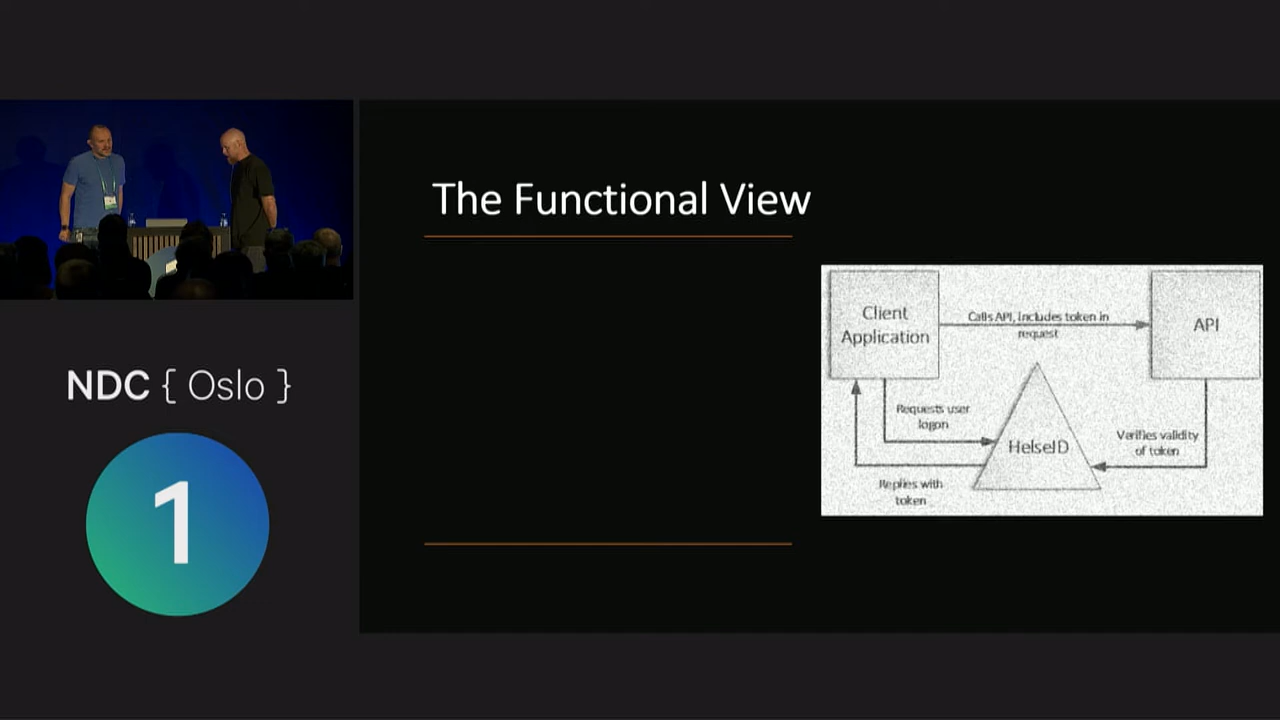 The Functional View
Client
Application
Calls API, Includes token in
request
API
Requests user
logon
HelseID
Verifies validity
of token
Replies with
token
NDC { Oslo }
1